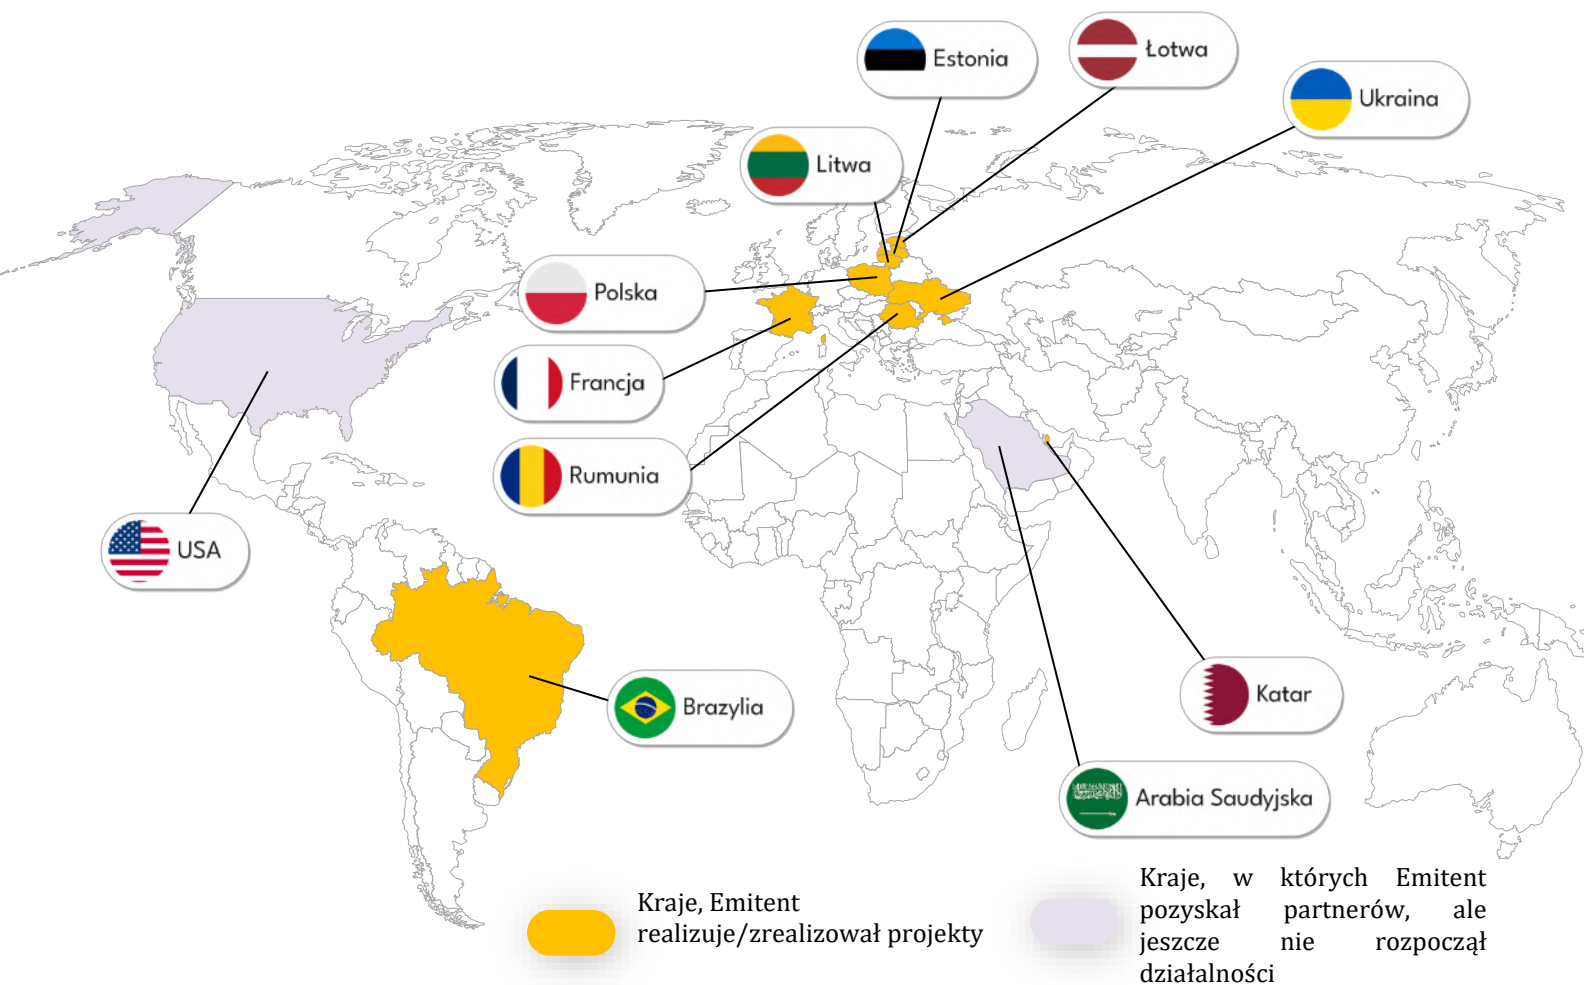 Estonia
Łotwa
Ukraina
Litwa
Polska
Francja
Rumunia
USA
Brazylia
Katar
Arabia Saudyjska
Kraje, Emitent
realizuje/zrealizował projekty
Kraje, w których Emitent
pozyskał partnerów, ale
jeszcze nie rozpoczął
działalności